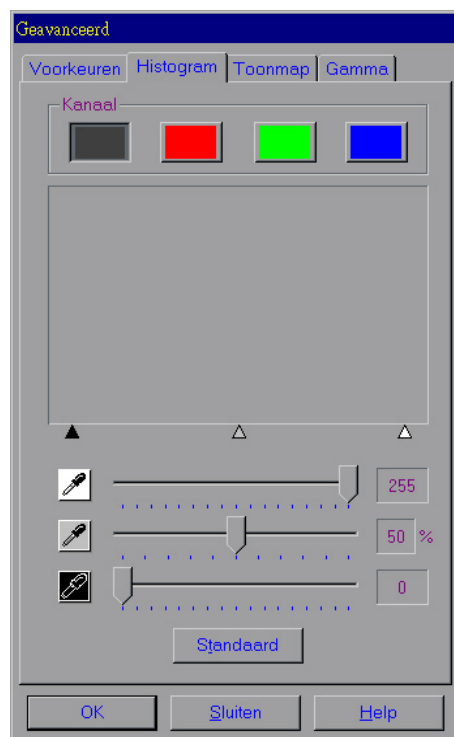 Geavanceerd
Voorkeuren Histogram Toonmap Gamma
Kanaal
255
50 %
0
Standaard
OK Sluiten Help